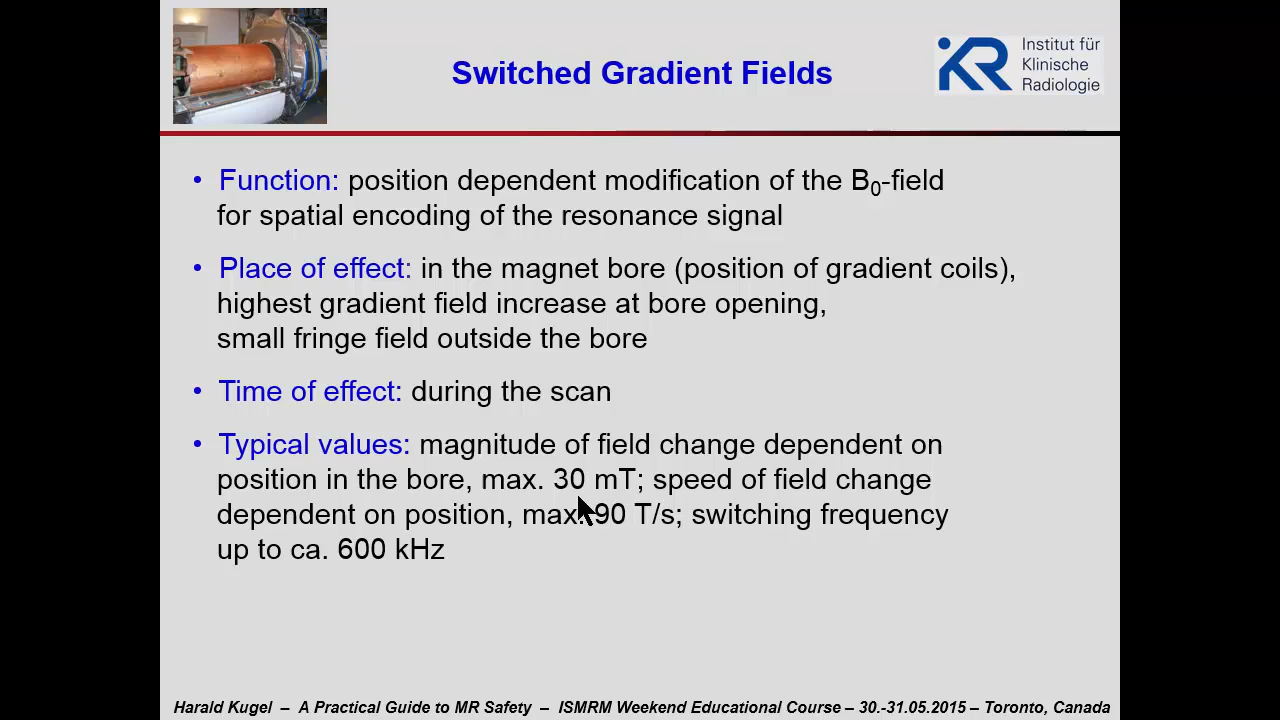 Switched Gradient Fields
KR
Institut für
Klinische
Radiologie
• Function: position dependent modification of the B₀-field
for spatial encoding of the resonance signal
• Place of effect: in the magnet bore (position of gradient coils),
highest gradient field increase at bore opening,
small fringe field outside the bore
• Time of effect: during the scan
• Typical values: magnitude of field change dependent on
position in the bore, max. 30 mT; speed of field change
dependent on position, max. 90 T/s; switching frequency
up to ca. 600 kHz
Harald Kugel – A Practical Guide to MR Safety – ISMRM Weekend Educational Course – 30.-31.05.2015 – Toronto, Canada